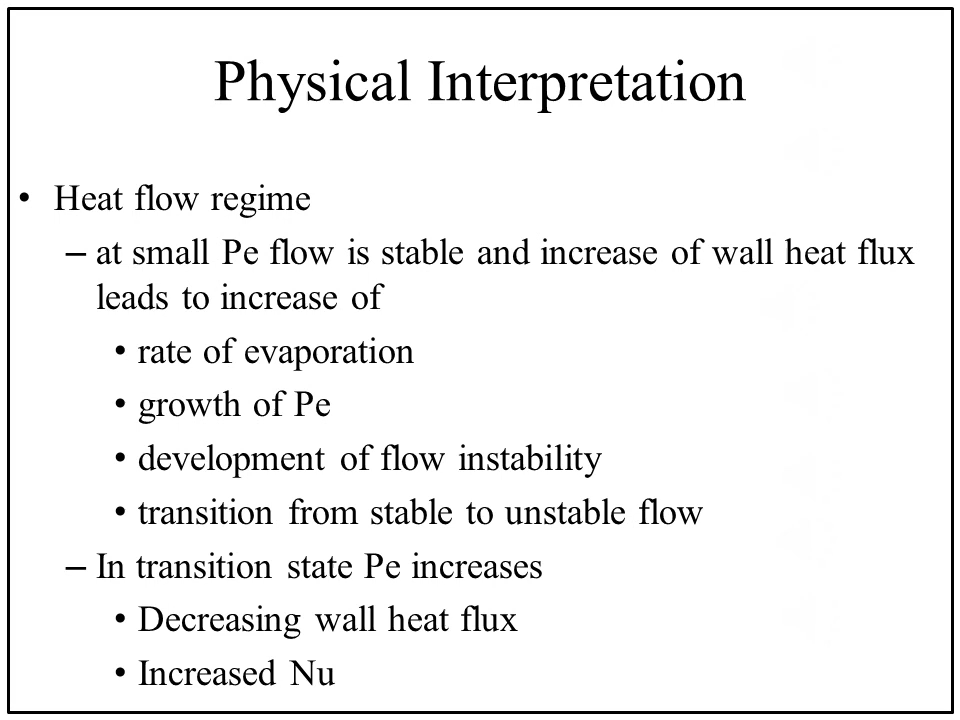 Physical Interpretation
• Heat flow regime
– at small Pe flow is stable and increase of wall heat flux
leads to increase of
• rate of evaporation
• growth of Pe
• development of flow instability
• transition from stable to unstable flow
– In transition state Pe increases
• Decreasing wall heat flux
• Increased Nu